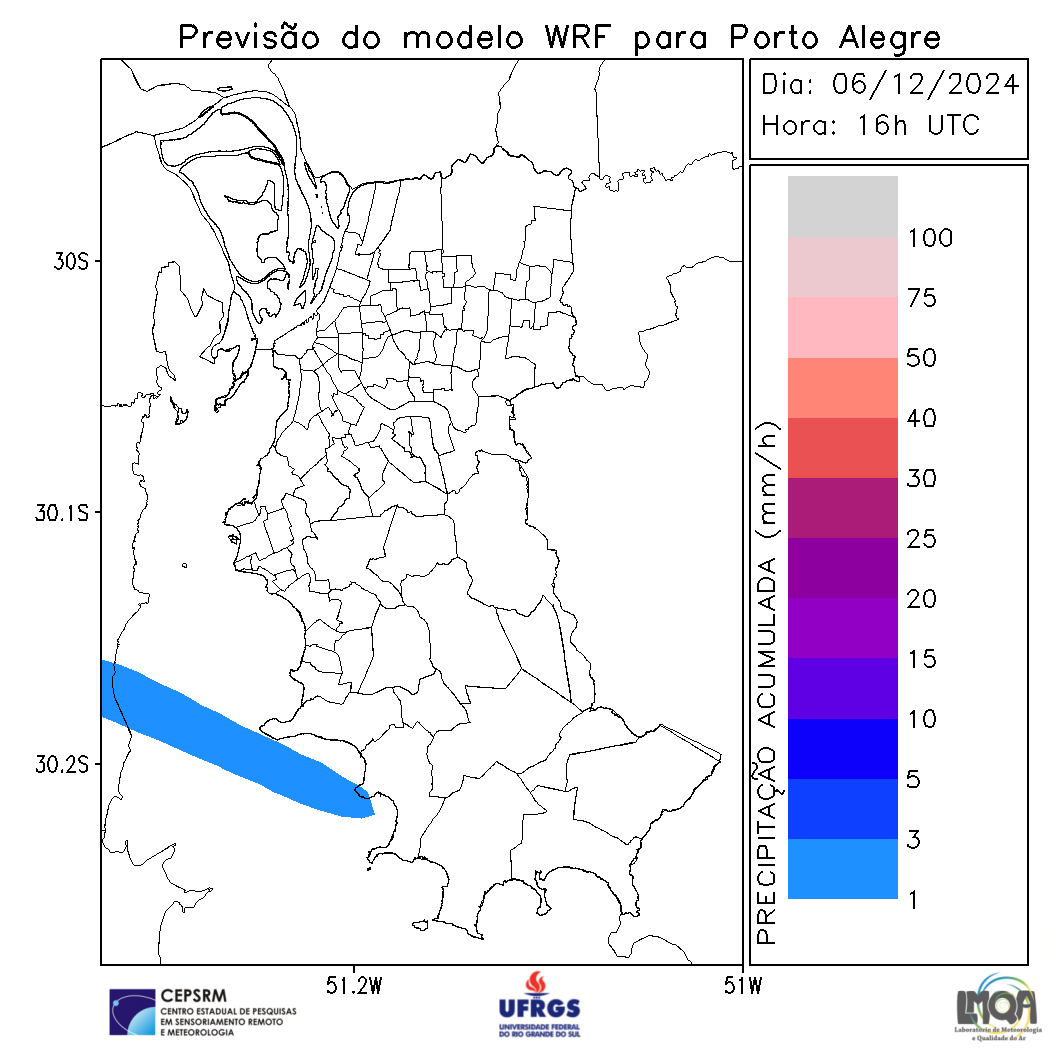 Previsão do modelo WRF para Porto Alegre
Dia: 06/12/2024
Hora: 16h UTC
30S
30.1S
30.2S
51.2W
51W
PRECIPITAÇÃO ACUMULADA (mm/h)
100
75
50
40
30
25
20
15
10
5
3
1
CEPSRM
CENTRO ESTADUAL DE PESQUISAS
EM SENSORIAMENTO REMOTO
E METEOROLOGIA
UFRGS
UNIVERSIDADE FEDERAL
DO RIO GRANDE DO SUL
LMQA
Laboratório de Meteorologia
e Qualidade do Ar